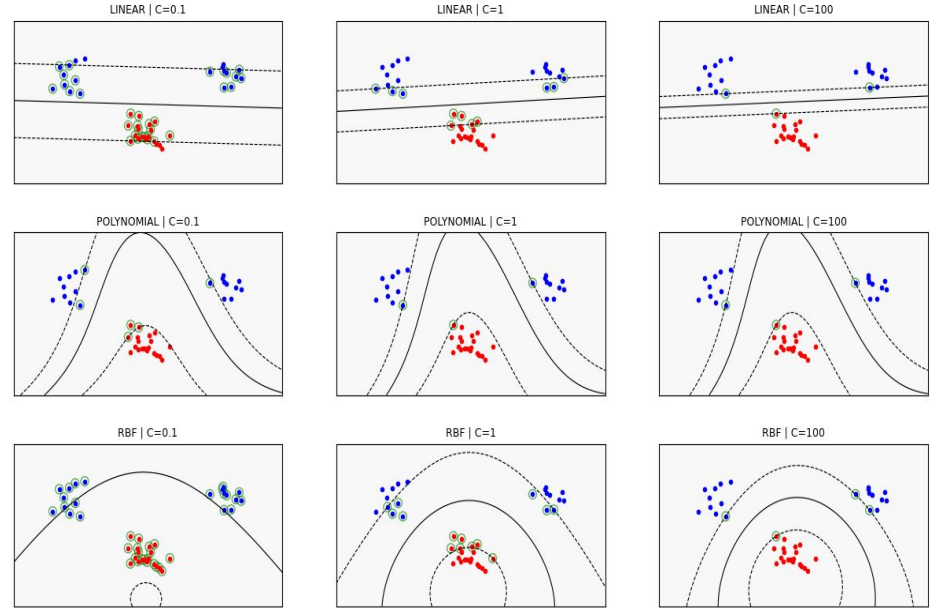 LINEAR | C=0.1
LINEAR | C=1
LINEAR | C=100
POLYNOMIAL | C=0.1
POLYNOMIAL | C=1
POLYNOMIAL | C=100
RBF | C=0.1
RBF | C=1
RBF | C=100